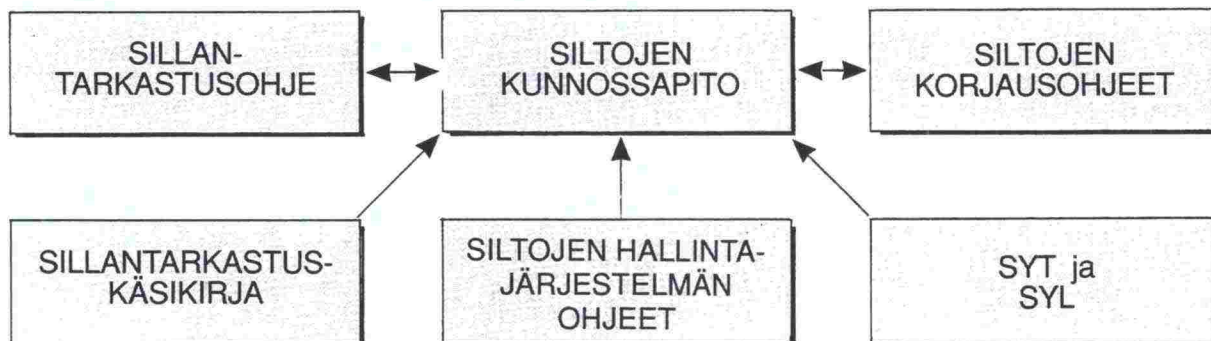 SILLAN-
TARKASTUSOHJE
SILTOJEN
KUNNOSSAPITO
SILTOJEN
KORJAUSOHJEET
SILLANTARKASTUS-
KÄSIKIRJA
SILTOJEN HALLINTA-
JÄRJESTELMÄN
OHJEET
SYT ja
SYL